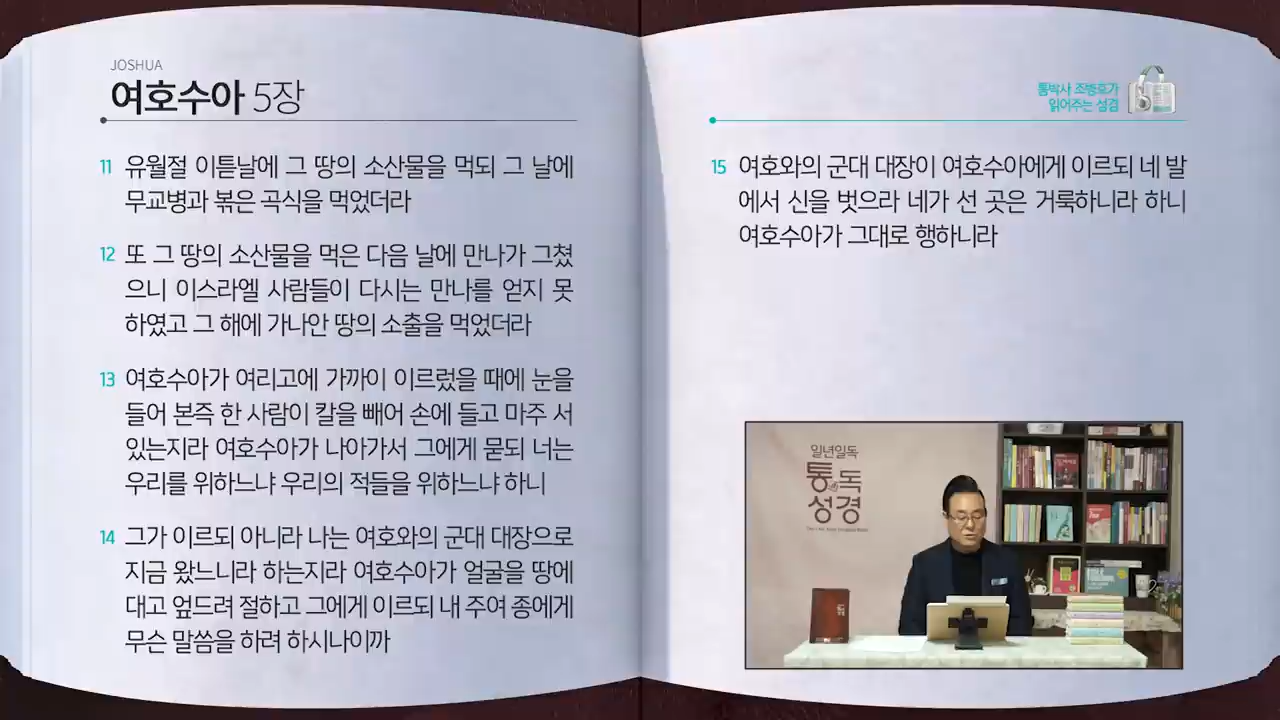 JOSHUA
여호수아 5장
11 유월절 이튿날에 그 땅의 소산물을 먹되 그 날에
무교병과 볶은 곡식을 먹었더라
12 또 그 땅의 소산물을 먹은 다음 날에 만나가 그쳤
으니 이스라엘 사람들이 다시는 만나를 얻지 못
하였고 그 해에 가나안 땅의 소출을 먹었더라
13 여호수아가 여리고에 가까이 이르렀을 때에 눈을
들어 본즉 한 사람이 칼을 빼어 손에 들고 마주 서
있는지라 여호수아가 나아가서 그에게 묻되 너는
우리를 위하느냐 우리의 적들을 위하느냐 하니
14 그가 이르되 아니라 나는 여호와의 군대 대장으로
지금 왔느니라 하는지라 여호수아가 얼굴을 땅에
대고 엎드려 절하고 그에게 이르되 내 주여 종에게
무슨 말씀을 하려 하시나이까
통박사 조병호가
읽어주는 성경
15 여호와의 군대 대장이 여호수아에게 이르되 네 발
에서 신을 벗으라 네가 선 곳은 거룩하니라 하니
여호수아가 그대로 행하니라
일년일독
통독
성경